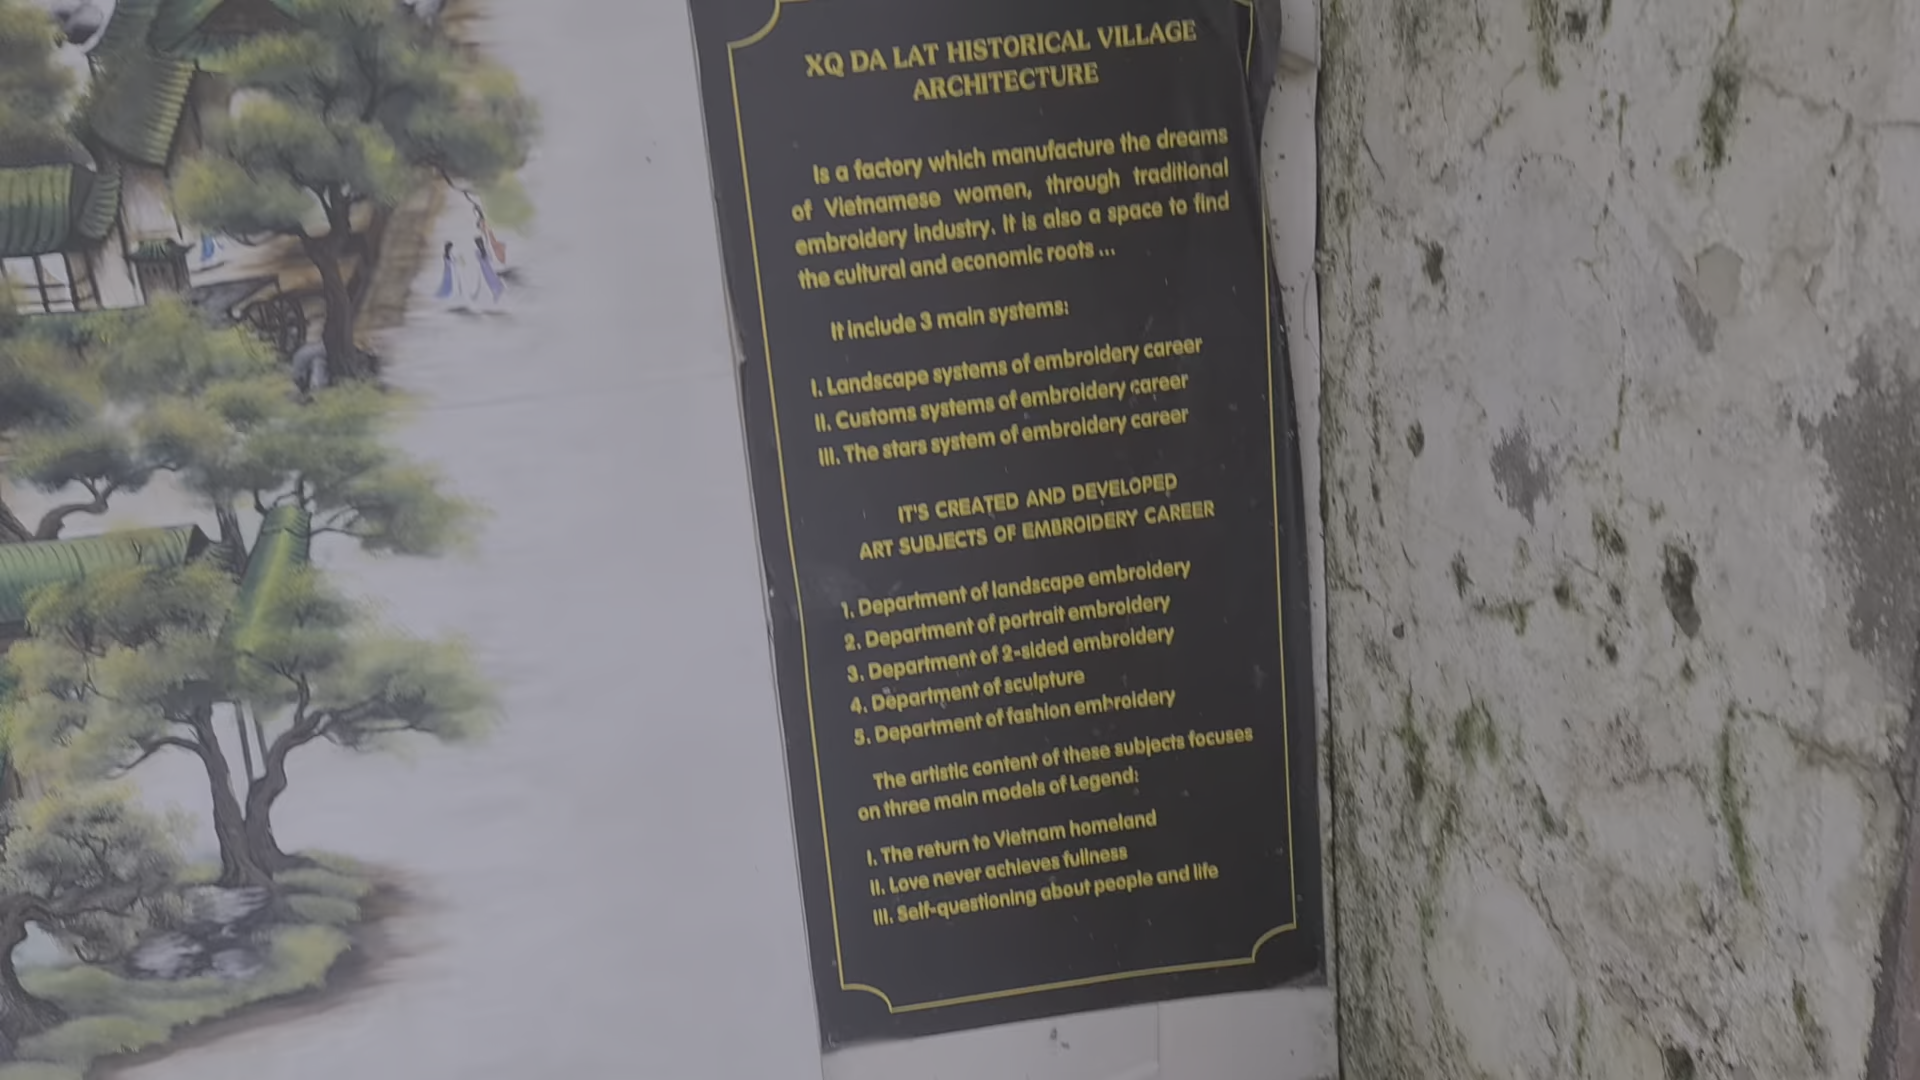 XQ DA LAT HISTORICAL VILLAGE
ARCHITECTURE
Is a factory which manufacture the dreams
of Vietnamese women, through traditional
embroidery industry. It is also a space to find
the cultural and economic roots ...
It include 3 main systems:
I. Landscape systems of embroidery career
II. Customs systems of embroidery career
III. The stars system of embroidery career
IT'S CREATED AND DEVELOPED
ART SUBJECTS OF EMBROIDERY CAREER
1. Department of landscape embroidery
2. Department of portrait embroidery
3. Department of 2-sided embroidery
4. Department of sculpture
5. Department of fashion embroidery
The artistic content of these subjects focuses
on three main models of Legend:
I. The return to Vietnam homeland
II. Love never achieves fullness
III. Self-questioning about people and life